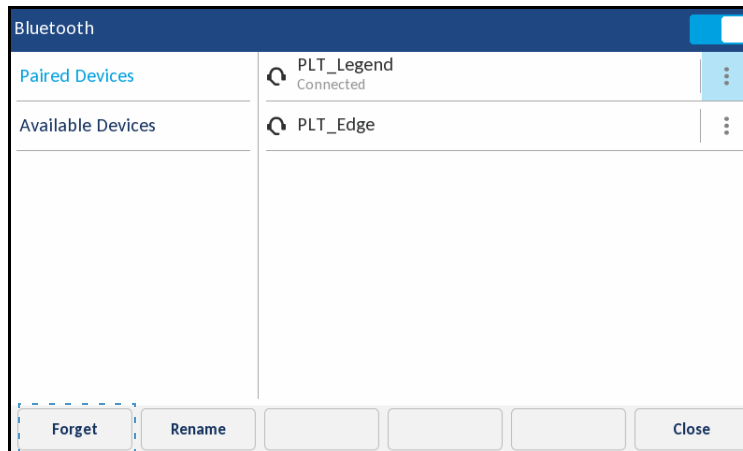 Bluetooth
Paired Devices
Available Devices
PLT_Legend
Connected
PLT_Edge
Forget
Rename
Close